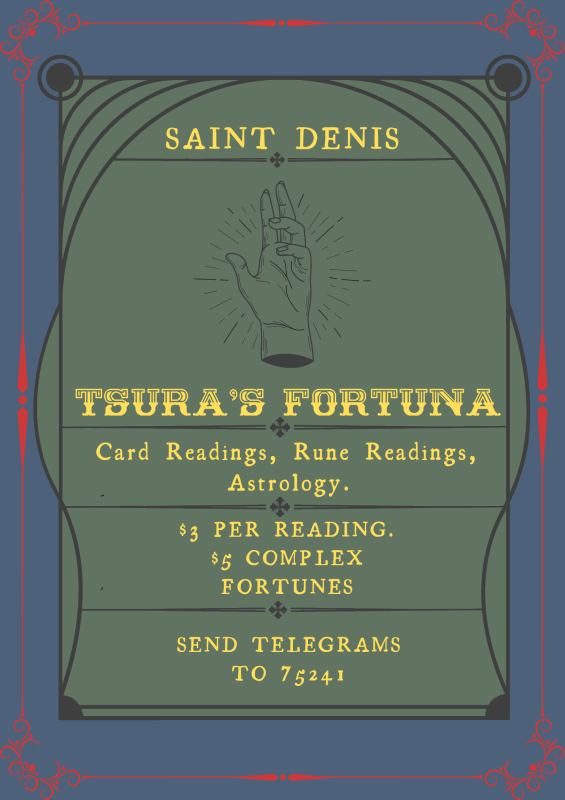 SAINT DENIS
TSURA'S FORTUNA
Card Readings, Rune Readings,
Astrology.
$3 PER READING.
$5 COMPLEX
FORTUNES
SEND TELEGRAMS
TO 75241